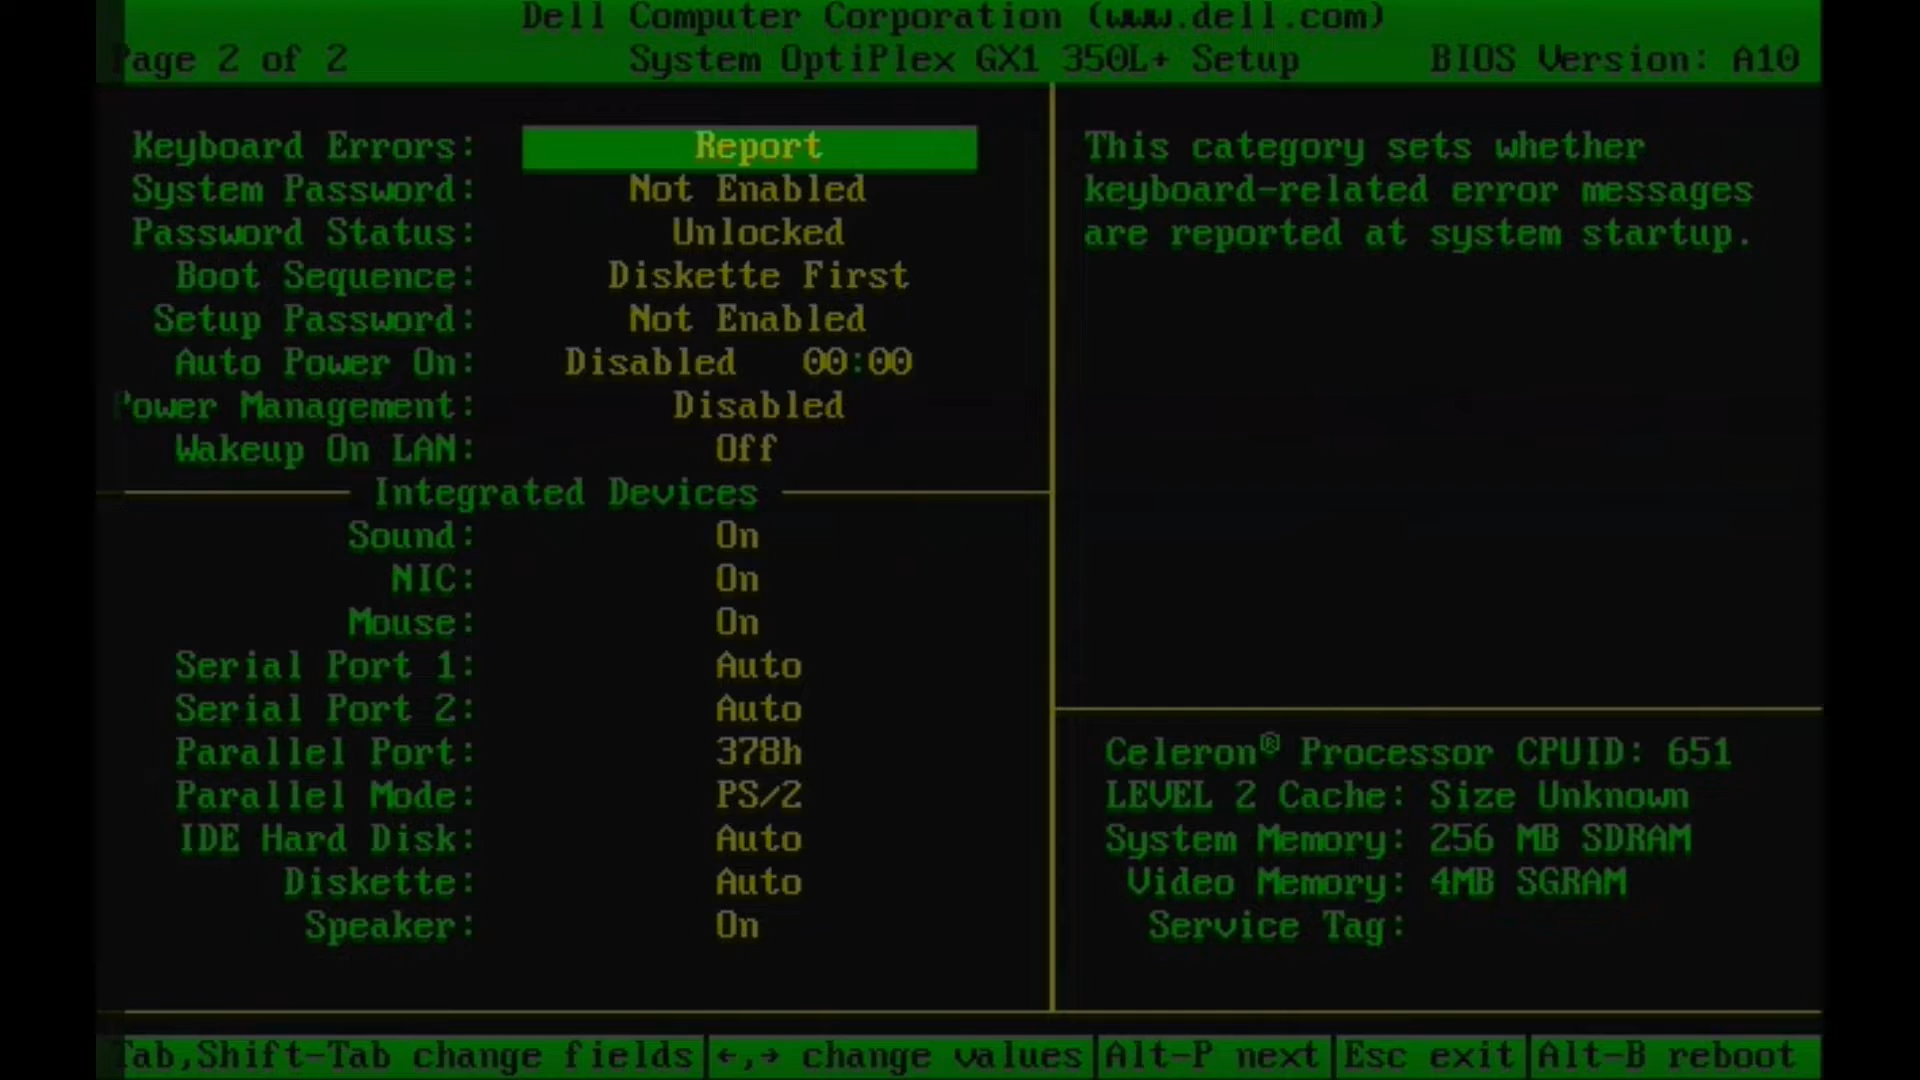 Dell Computer Corporation (www.dell.com)
Page 2 of 2 System OptiPlex GX1 350L+ Setup BIOS Version: A10
Keyboard Errors: Report
System Password: Not Enabled
Password Status: Unlocked
Boot Sequence: Diskette First
Setup Password: Not Enabled
Auto Power On: Disabled 00:00
Power Management: Disabled
Wakeup On LAN: Off
Integrated Devices
Sound: On
NIC: On
Mouse: On
Serial Port 1: Auto
Serial Port 2: Auto
Parallel Port: 378h
Parallel Mode: PS/2
IDE Hard Disk: Auto
Diskette: Auto
Speaker: On
This category sets whether
keyboard-related error messages
are reported at system startup.
Celeron® Processor CPUID: 651
LEVEL 2 Cache: Size Unknown
System Memory: 256 MB SDRAM
Video Memory: 4MB SGRAM
Service Tag:
Tab,Shift-Tab change fields ←,→ change values Alt-P next Esc exit Alt-B reboot